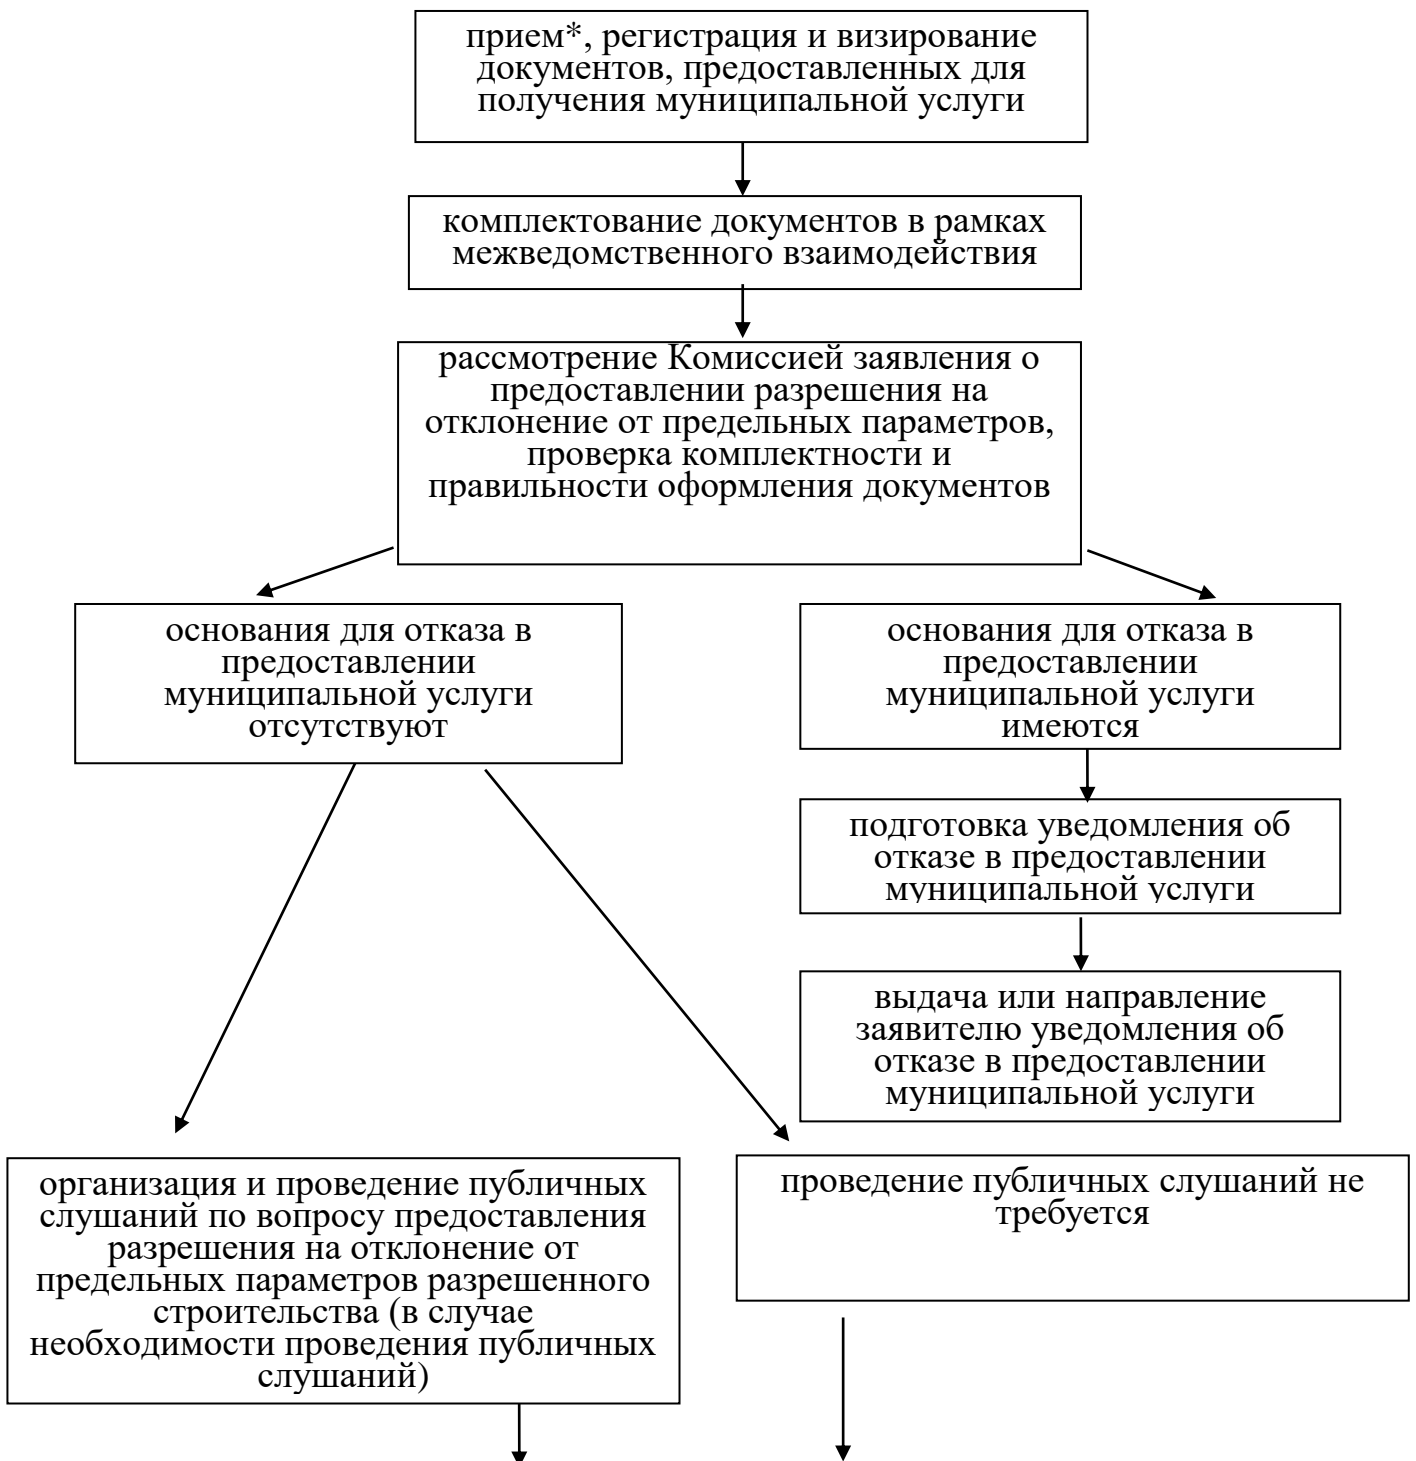 прием*, регистрация и визирование
документов, предоставленных для
получения муниципальной услуги
комплектование документов в рамках
межведомственного взаимодействия
рассмотрение Комиссией заявления о
предоставлении разрешения на
отклонение от предельных параметров,
проверка комплектности и
правильности оформления документов
основания для отказа в
предоставлении
муниципальной услуги
отсутствуют
основания для отказа в
предоставлении
муниципальной услуги
имеются
подготовка уведомления об
отказе в предоставлении
муниципальной услуги
выдача или направление
заявителю уведомления об
отказе в предоставлении
муниципальной услуги
организация и проведение публичных
слушаний по вопросу предоставления
разрешения на отклонение от
предельных параметров разрешенного
строительства (в случае
необходимости проведения публичных
слушаний)
проведение публичных слушаний не
требуется